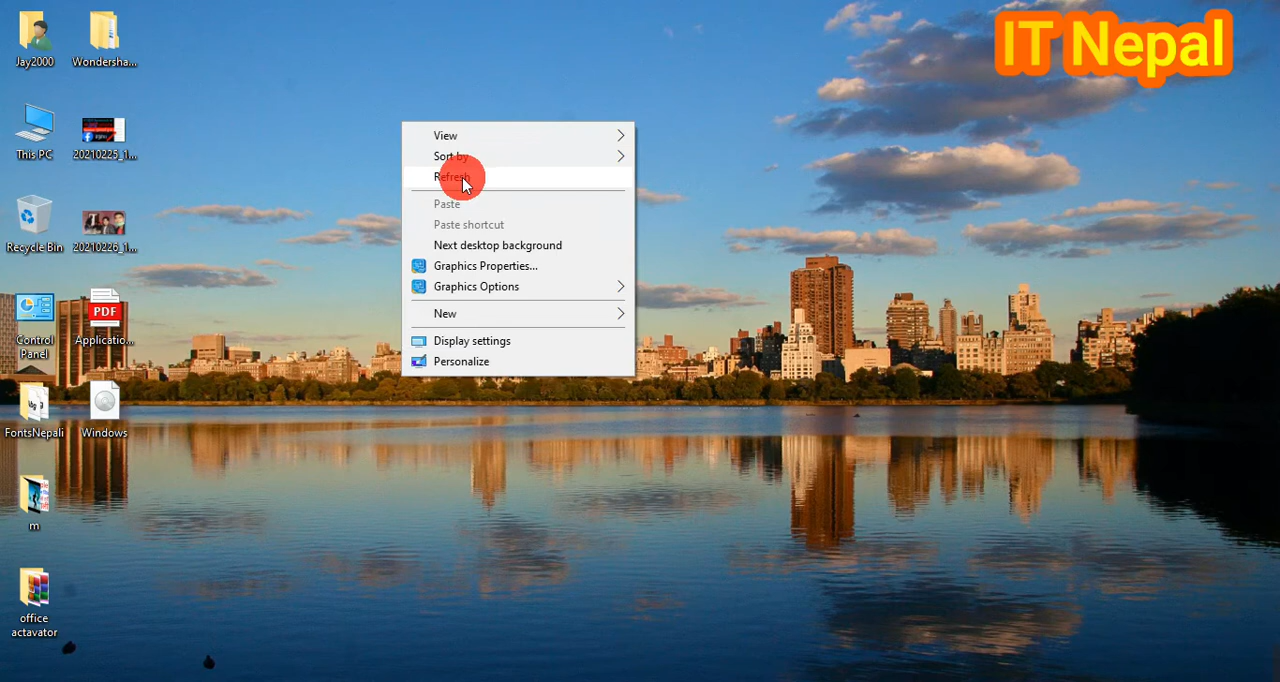 IT Nepal
Jay2000
Wondersha...
This PC
20210225_1...
Recycle Bin
20210226_1...
Control
Panel
PDF
Applicatio...
FontsNepali
Windows
m
office
actavator
View
Sort by
Refresh
Paste
Paste shortcut
Next desktop background
Graphics Properties...
Graphics Options
New
Display settings
Personalize